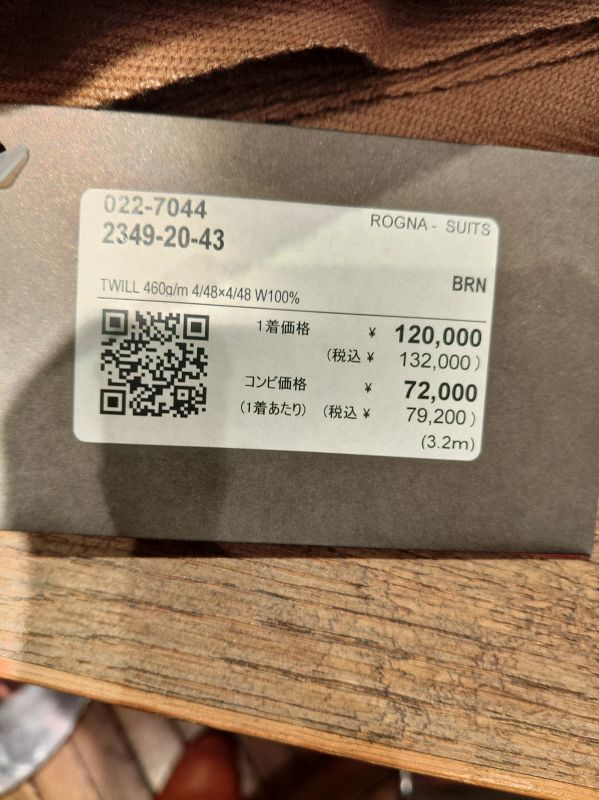 022-7044
ROGNA - SUITS
2349-20-43
BRN
TWILL 460g/m 4/48×4/48 W100%
1着価格 ¥ 120,000
(税込 ¥ 132,000 )
コンビ価格 ¥ 72,000
(1着あたり) (税込 ¥ 79,200 )
(3.2m)